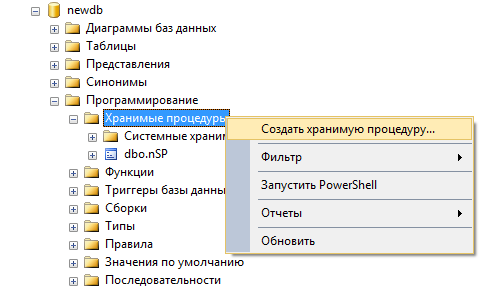 newdb
Диаграммы баз данных
Таблицы
Представления
Синонимы
Программирование
Хранимые процедуры
Создать хранимую процедуру...
Системные храним
Фильтр
dbo.nSP
Функции
Запустить PowerShell
Триггеры базы данны
Сборки
Отчеты
Типы
Правила
Обновить
Значения по умолчанию
Последовательности